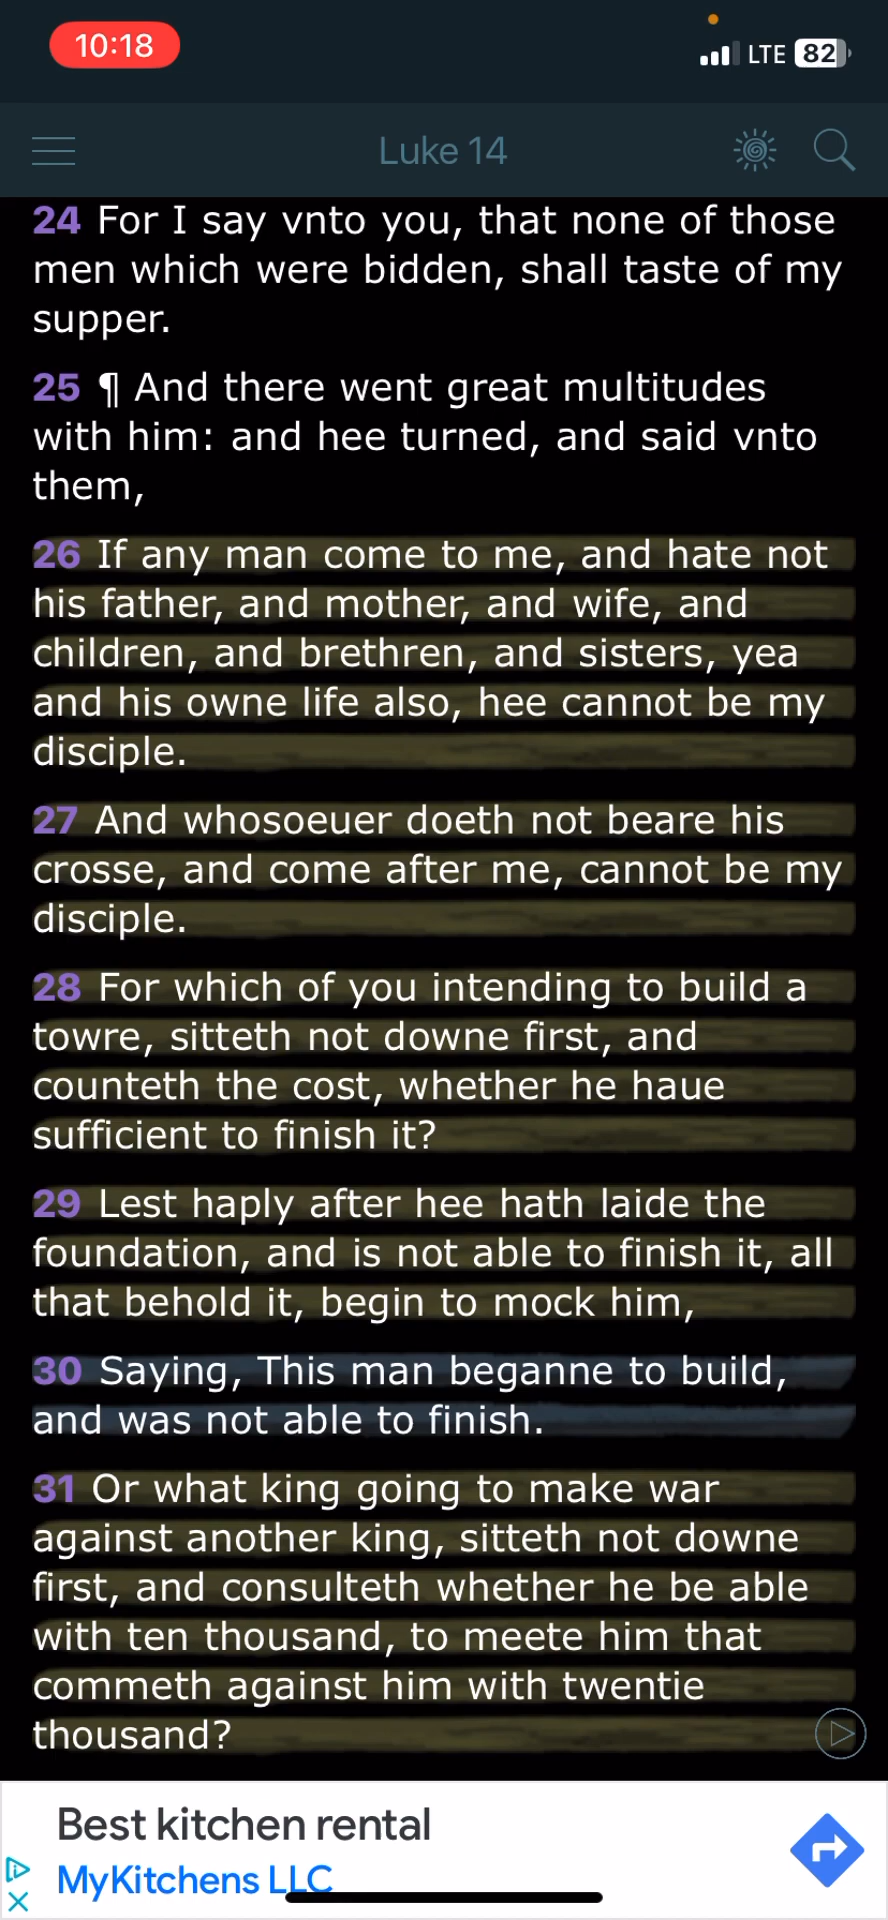 10:18
LTE 82
Luke 14
24 For I say vnto you, that none of those
men which were bidden, shall taste of my
supper.
25 ¶ And there went great multitudes
with him: and hee turned, and said vnto
them,
26 If any man come to me, and hate not
his father, and mother, and wife, and
children, and brethren, and sisters, yea
and his owne life also, hee cannot be my
disciple.
27 And whosoeuer doeth not beare his
crosse, and come after me, cannot be my
disciple.
28 For which of you intending to build a
towre, sitteth not downe first, and
counteth the cost, whether he haue
sufficient to finish it?
29 Lest haply after hee hath laide the
foundation, and is not able to finish it, all
that behold it, begin to mock him,
30 Saying, This man beganne to build,
and was not able to finish.
31 Or what king going to make war
against another king, sitteth not downe
first, and consulteth whether he be able
with ten thousand, to meete him that
commeth against him with twentie
thousand?
Best kitchen rental
MyKitchens LLC